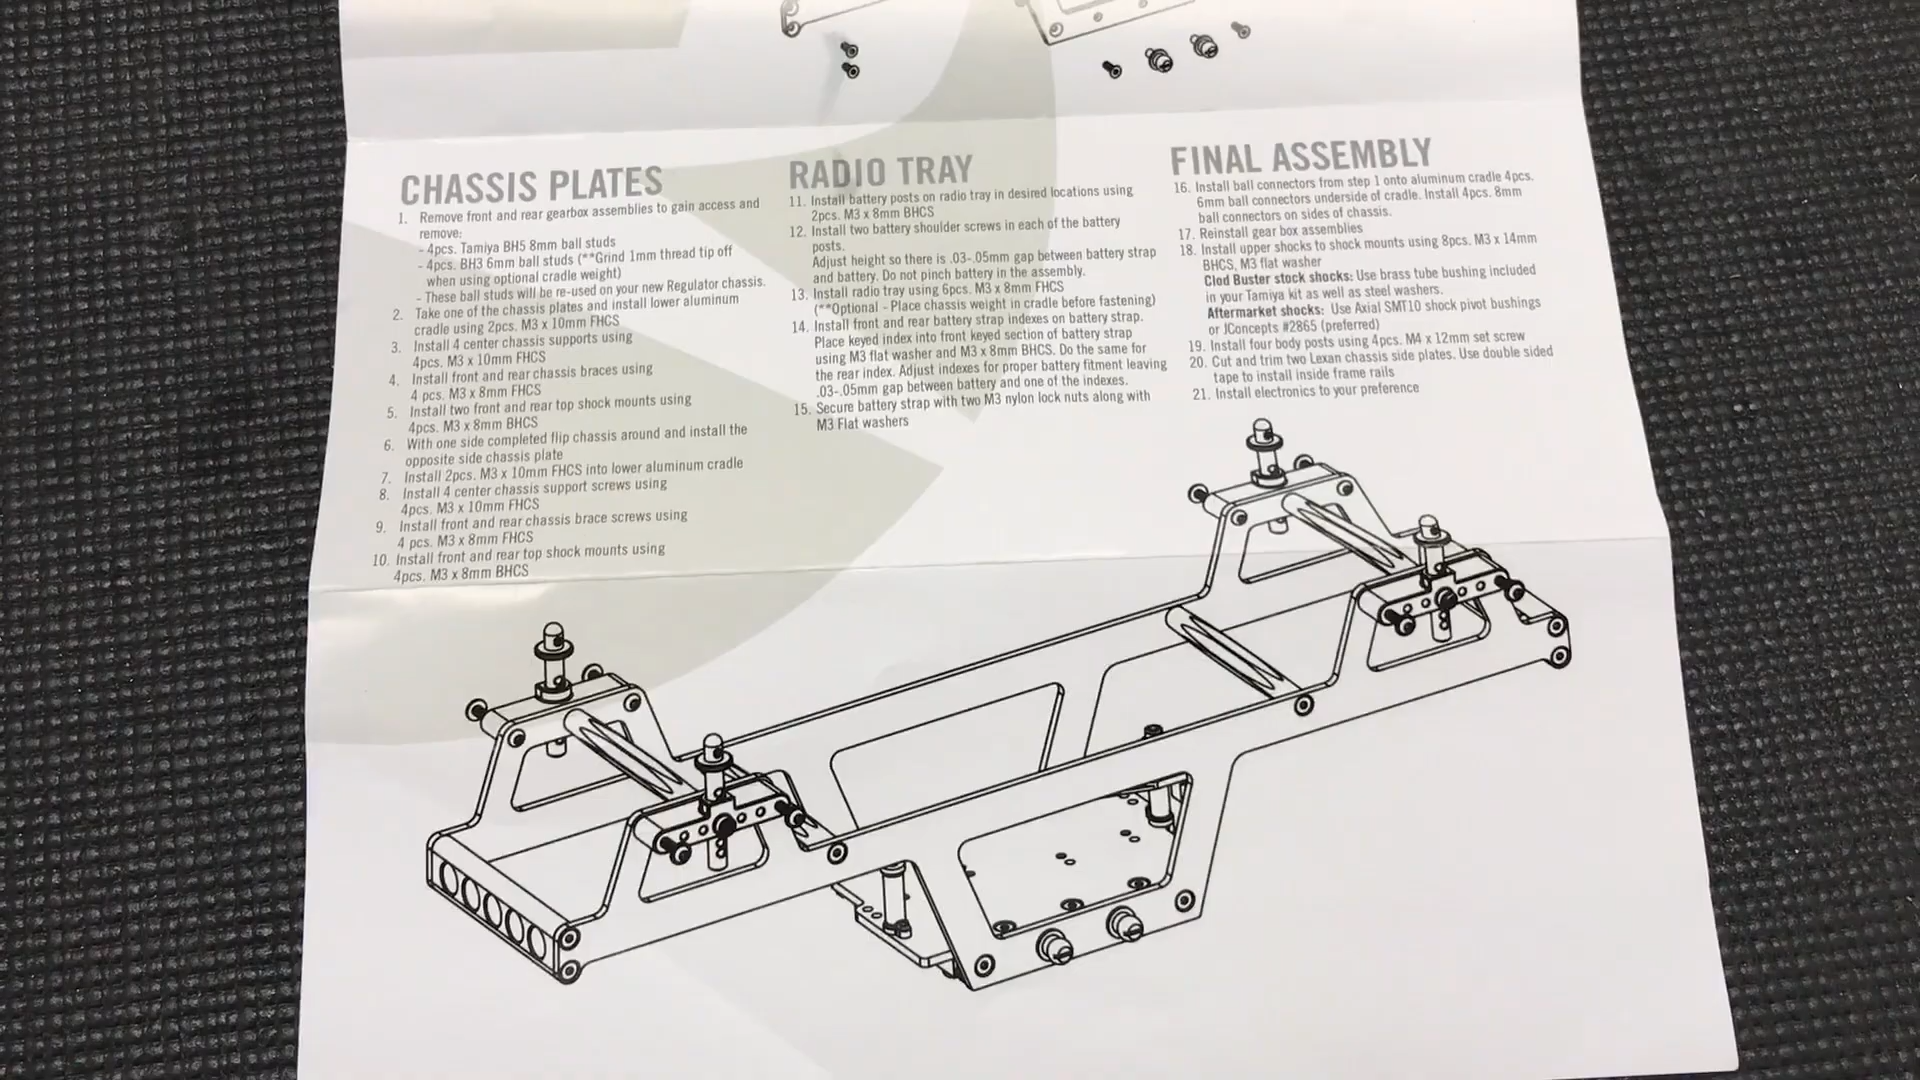 CHASSIS PLATES
1. Remove front and rear gearbox assemblies to gain access and
remove:
- 4pcs. Tamiya BH5 8mm ball studs
- 4pcs. BH3 6mm ball studs (**Grind 1mm thread tip off
when using optional cradle weight)
- These ball studs will be re-used on your new Regulator chassis.
2. Take one of the chassis plates and install lower aluminum
cradle using 2pcs. M3 x 10mm FHCS
3. Install 4 center chassis supports using
4pcs. M3 x 10mm FHCS
4. Install front and rear chassis braces using
4 pcs. M3 x 8mm FHCS
5. Install two front and rear top shock mounts using
4pcs. M3 x 8mm BHCS
6. With one side completed flip chassis around and install the
opposite side chassis plate
7. Install 2pcs. M3 x 10mm FHCS into lower aluminum cradle
8. Install 4 center chassis support screws using
4pcs. M3 x 10mm FHCS
9. Install front and rear chassis brace screws using
4 pcs. M3 x 8mm FHCS
10. Install front and rear top shock mounts using
4pcs. M3 x 8mm BHCS
RADIO TRAY
11. Install battery posts on radio tray in desired locations using
2pcs. M3 x 8mm BHCS
12. Install two battery shoulder screws in each of the battery
posts.
Adjust height so there is .03-.05mm gap between battery strap
and battery. Do not pinch battery in the assembly.
13. Install radio tray using 6pcs. M3 x 8mm FHCS
(**Optional - Place chassis weight in cradle before fastening)
14. Install front and rear battery strap indexes on battery strap.
Place keyed index into front keyed section of battery strap
using M3 flat washer and M3 x 8mm BHCS. Do the same for
the rear index. Adjust indexes for proper battery fitment leaving
.03-.05mm gap between battery and one of the indexes.
15. Secure battery strap with two M3 nylon lock nuts along with
M3 Flat washers
FINAL ASSEMBLY
16. Install ball connectors from step 1 onto aluminum cradle 4pcs.
6mm ball connectors underside of cradle. Install 4pcs. 8mm
ball connectors on sides of chassis.
17. Reinstall gear box assemblies
18. Install upper shocks to shock mounts using 8pcs. M3 x 14mm
BHCS, M3 flat washer
Clod Buster stock shocks: Use brass tube bushing included
in your Tamiya kit as well as steel washers.
Aftermarket shocks: Use Axial SMT10 shock pivot bushings
or JConcepts #2865 (preferred)
19. Install four body posts using 4pcs. M4 x 12mm set screw
20. Cut and trim two Lexan chassis side plates. Use double sided
tape to install inside frame rails
21. Install electronics to your preference